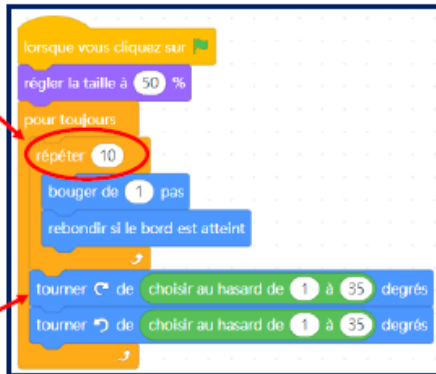 lorsque vous cliquez sur
régler la taille à 50 %
pour toujours
répéter 10
bouger de 1 pas
rebondir si le bord est atteint
tourner de choisir au hasard de 1 à 35 degrés
tourner de choisir au hasard de 1 à 35 degrés